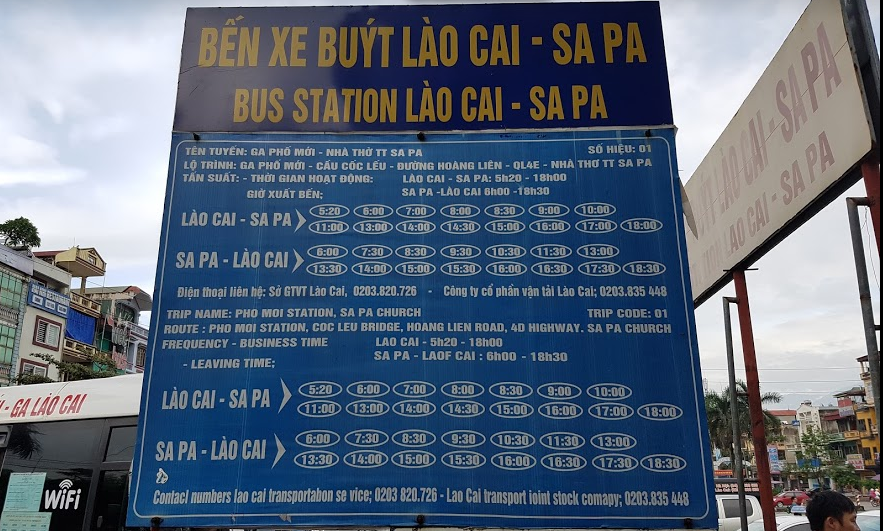 BẾN XE BUÝT LÀO CAI - SA PA
BUS STATION LÀO CAI - SA PA
TÊN TUYẾN: GA PHỐ MỚI - NHÀ THỜ TT SA PA SỐ HIỆU: 01
LỘ TRÌNH: GA PHỐ MỚI - CẦU CỐC LẾU - ĐƯỜNG HOÀNG LIÊN - QL4E - NHÀ THƠ TT SA PA
TẦN SUẤT: - THỜI GIAN HOẠT ĐỘNG: LÀO CAI - SA PA: 5h20 - 18h00
GIỜ XUẤT BẾN; SA PA -LÀO CAI 6h00 -18h30
LÀO CAI - SA PA 5:20 6:00 7:00 8:00 8:30 9:00 10:00
11:00 13:00 14:00 14:30 15:00 16:00 17:00 18:00
SA PA - LÀO CAI 6:00 7:30 8:30 9:30 10:30 11:30 13:00
13:30 14:00 15:00 15:30 16:00 16:30 17:30 18:30
Điện thoại liên hệ: Sở GTVT Lào Cai, 0203.820.726 - Công ty cổ phần vận tải Lào Cai; 0203.835 448
TRIP NAME: PHO MOI STATION, SA PA CHURCH TRIP CODE: 01
ROUTE : PHO MOI STATION, COC LEU BRIDGE, HOANG LIEN ROAD, 4D HIGHWAY. SA PA CHURCH
FREQUENCY - BUSINESS TIME LAO CAI - SA PA : 5h20 - 18h00
- LEAVING TIME; SA PA - LAOF CAI : 6h00 - 18h30
LÀO CAI - SA PA 5:20 6:00 7:00 8:00 8:30 9:00 10:00
11:00 13:00 14:00 14:30 15:00 16:00 17:00 18:00
SA PA - LÀO CAI 6:00 7:30 8:30 9:30 10:30 11:30 13:00
13:30 14:00 15:00 15:30 16:00 16:30 17:30 18:30
Contacl numbers lao cai transportabon se vice; 0203 820.726 - Lao Cai transport ioint stock comapy; 0203.835 448
LÀO CAI - SA PA
LAO CAI - SA PA
- GA LÀO CAI
WiFi